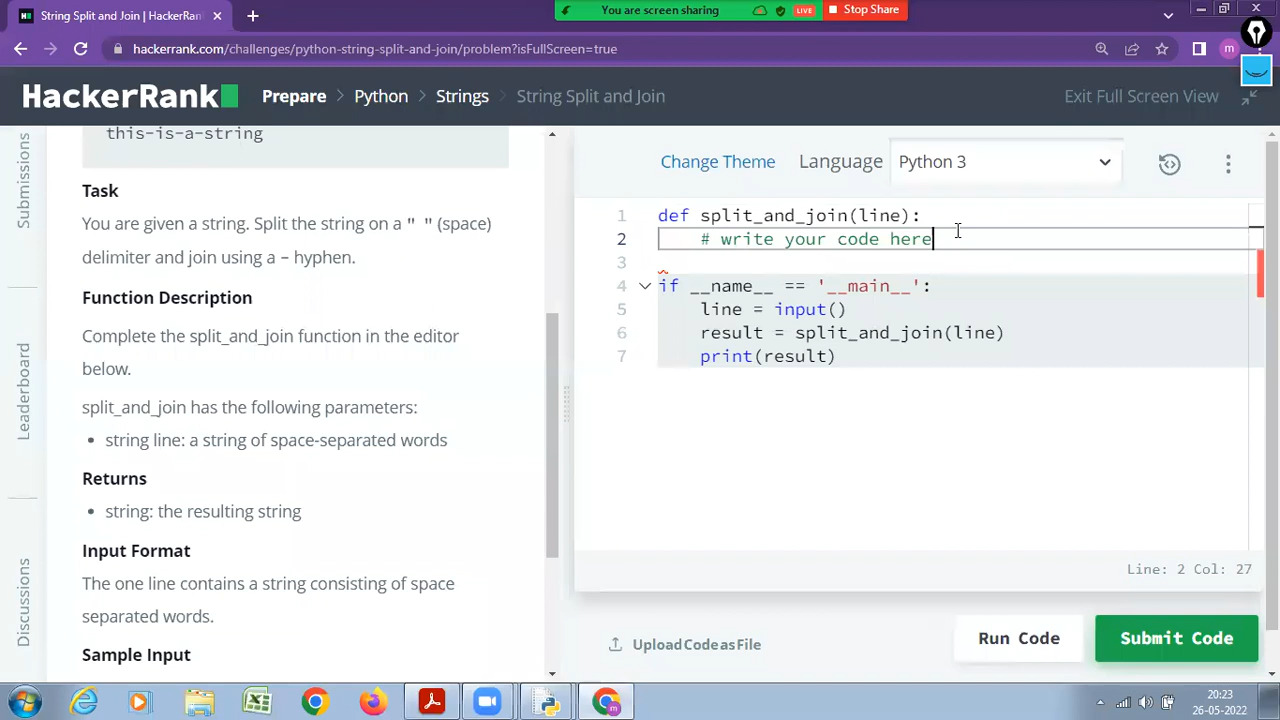 String Split and Join | HackerRank
You are screen sharing
LIVE
Stop Share
hackerrank.com/challenges/python-string-split-and-join/problem?isFullScreen=true
HackerRank
Prepare > Python > Strings > String Split and Join
Exit Full Screen View
Submissions
Leaderboard
Discussions
this-is-a-string
Task
You are given a string. Split the string on a " " (space)
delimiter and join using a - hyphen.
Function Description
Complete the split_and_join function in the editor
below.
split_and_join has the following parameters:
• string line: a string of space-separated words
Returns
• string: the resulting string
Input Format
The one line contains a string consisting of space
separated words.
Sample Input
Change Theme Language Python 3
1 def split_and_join(line):
2 # write your code here
3
4 if __name__ == '__main__':
5 line = input()
6 result = split_and_join(line)
7 print(result)
Line: 2 Col: 27
UploadCodeasFile
Run Code
Submit Code
20:23
26-05-2022